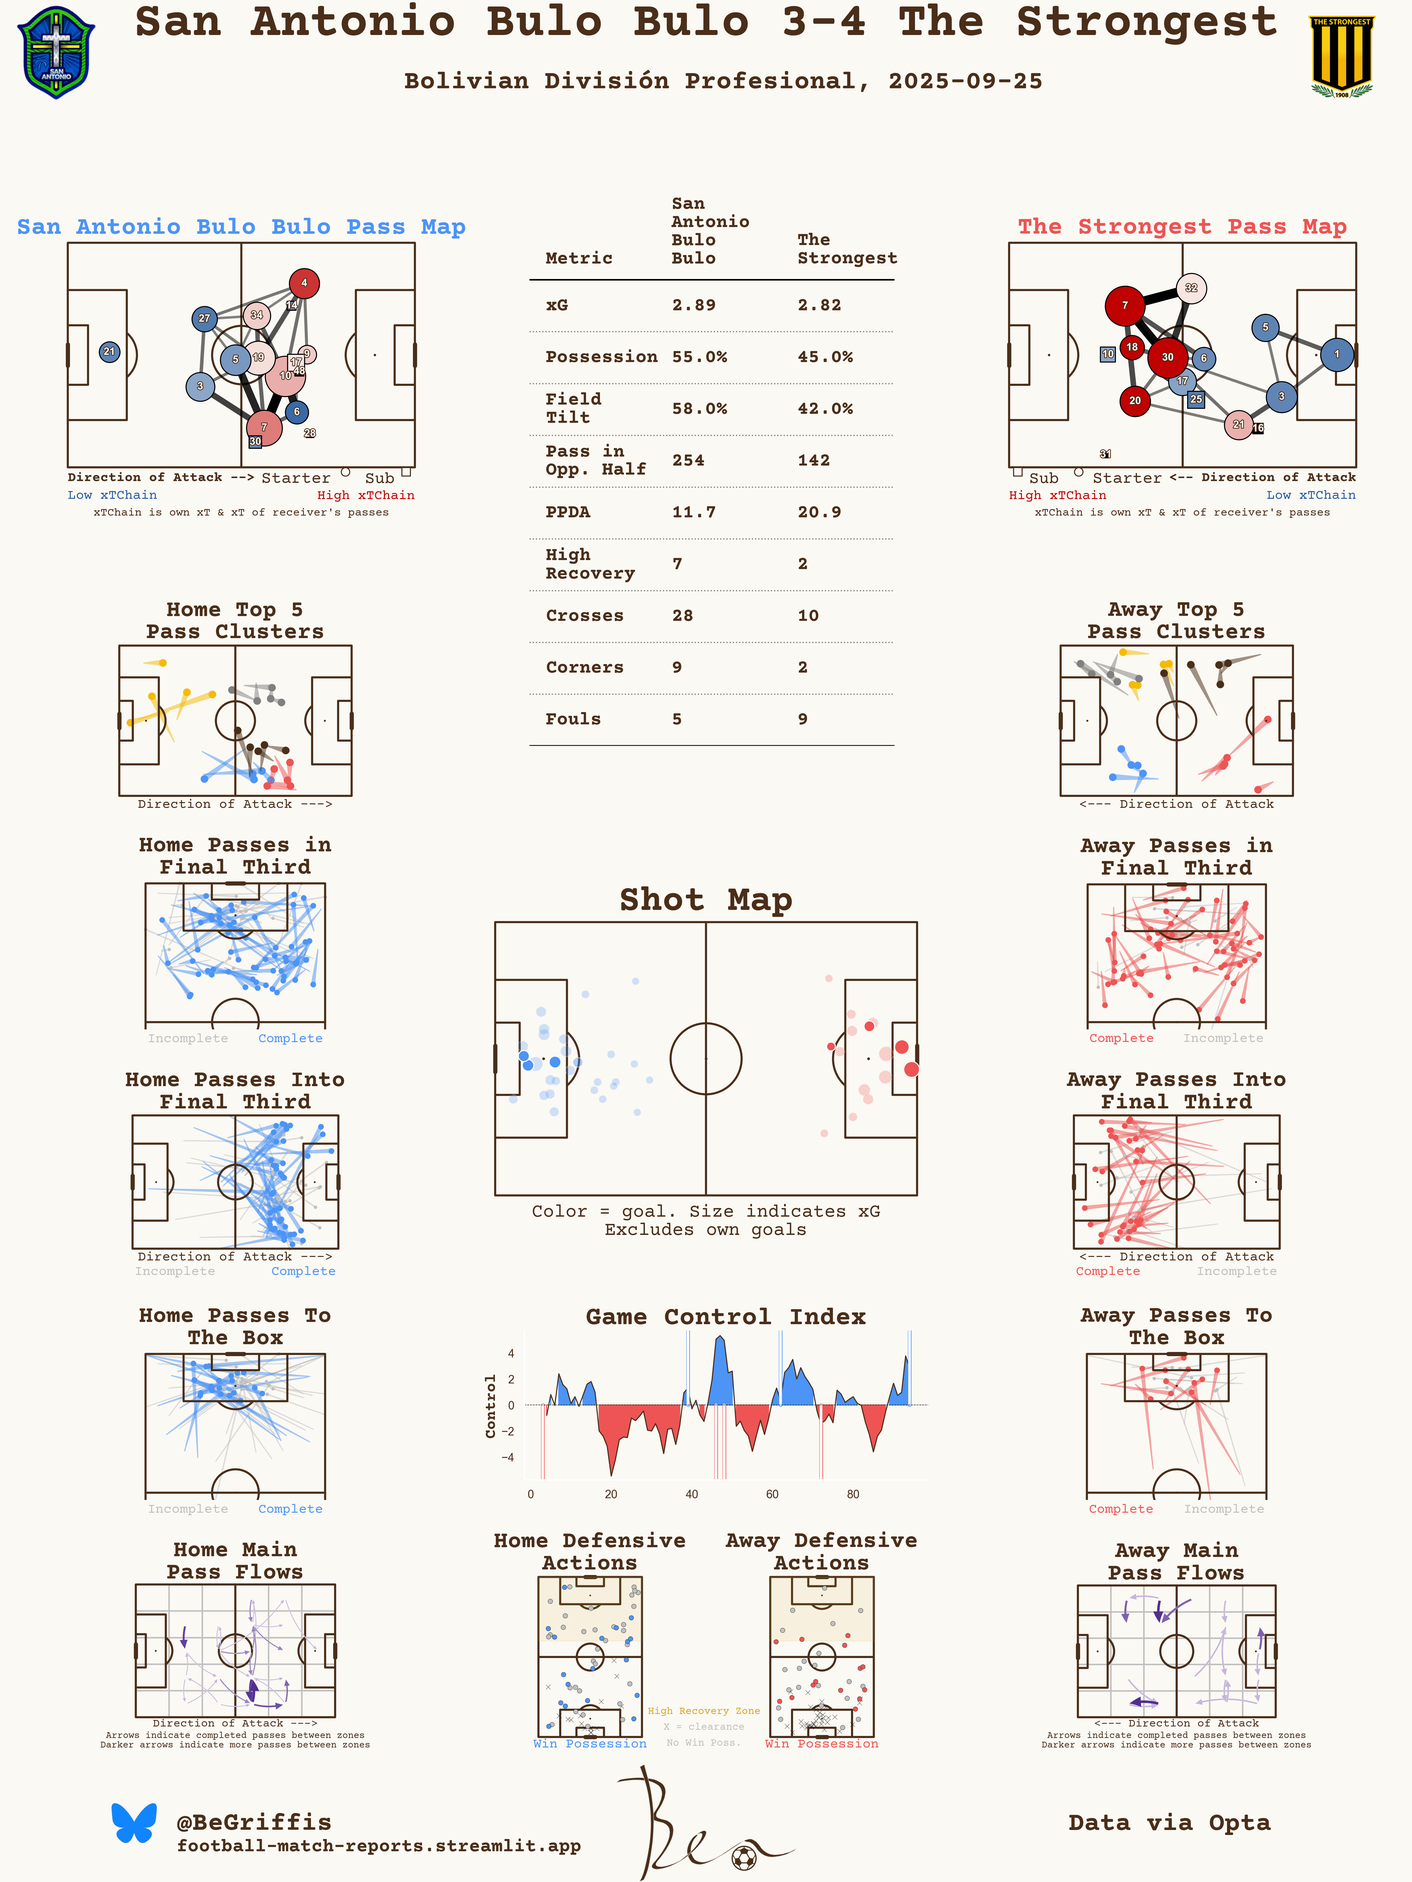 San Antonio Bulo Bulo 3-4 The Strongest
Bolivian División Profesional, 2025-09-25
SAN ANTONIO
THE STRONGEST
1908
San Antonio Bulo Bulo Pass Map
4
14
27
34
21
5
19
9
17
10
48
3
6
7
30
28
Direction of Attack --> Starter Sub
Low xTChain High xTChain
xTChain is own xT & xT of receiver's passes
Metric San Antonio Bulo Bulo The Strongest
xG 2.89 2.82
Possession 55.0% 45.0%
Field Tilt 58.0% 42.0%
Pass in Opp. Half 254 142
PPDA 11.7 20.9
High Recovery 7 2
Crosses 28 10
Corners 9 2
Fouls 5 9
The Strongest Pass Map
32
7
5
18
10
30
6
1
17
20
25
3
21
16
31
Sub Starter <-- Direction of Attack
High xTChain Low xTChain
xTChain is own xT & xT of receiver's passes
Home Top 5
Pass Clusters
Direction of Attack --->
Away Top 5
Pass Clusters
<--- Direction of Attack
Home Passes in
Final Third
Incomplete Complete
Away Passes in
Final Third
Complete Incomplete
Shot Map
Color = goal. Size indicates xG
Excludes own goals
Home Passes Into
Final Third
Direction of Attack --->
Incomplete Complete
Away Passes Into
Final Third
<--- Direction of Attack
Complete Incomplete
Home Passes To
The Box
Incomplete Complete
Game Control Index
Control
4
2
0
−2
−4
0 20 40 60 80
Away Passes To
The Box
Complete Incomplete
Home Main
Pass Flows
Direction of Attack --->
Arrows indicate completed passes between zones
Darker arrows indicate more passes between zones
Home Defensive
Actions
Win Possession
Away Defensive
Actions
Win Possession
High Recovery Zone
X = clearance
No Win Poss.
Away Main
Pass Flows
<--- Direction of Attack
Arrows indicate completed passes between zones
Darker arrows indicate more passes between zones
@BeGriffis
football-match-reports.streamlit.app
Ben
Data via Opta